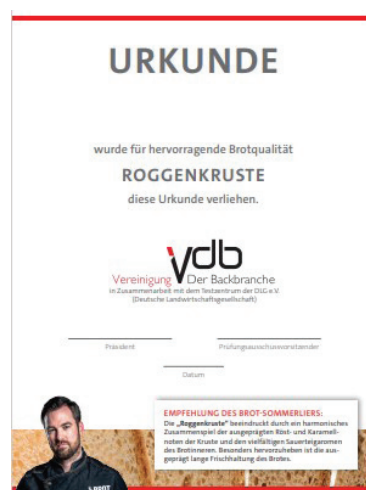 URKUNDE
wurde für hervorragende Brotqualität
ROGGENKRUSTE
diese Urkunde verliehen.
vdb
Vereinigung Der Backbranche
in Zusammenarbeit mit dem Testzentrum der DLG e.V.
(Deutsche Landwirtschaftsgesellschaft)
Präsident Prüfungsausschussvorsitzender
Datum
EMPFEHLUNG DES BROT-SOMMERLIERS:
Die „Roggenkruste" beeindruckt durch ein harmonisches
Zusammenspiel der ausgeprägten Röst- und Karamell-
noten der Kruste und den vielfältigen Sauerteigaromen
des Brotinneren. Besonders hervorzuheben ist die aus-
geprägt lange Frischhaltung des Brotes.